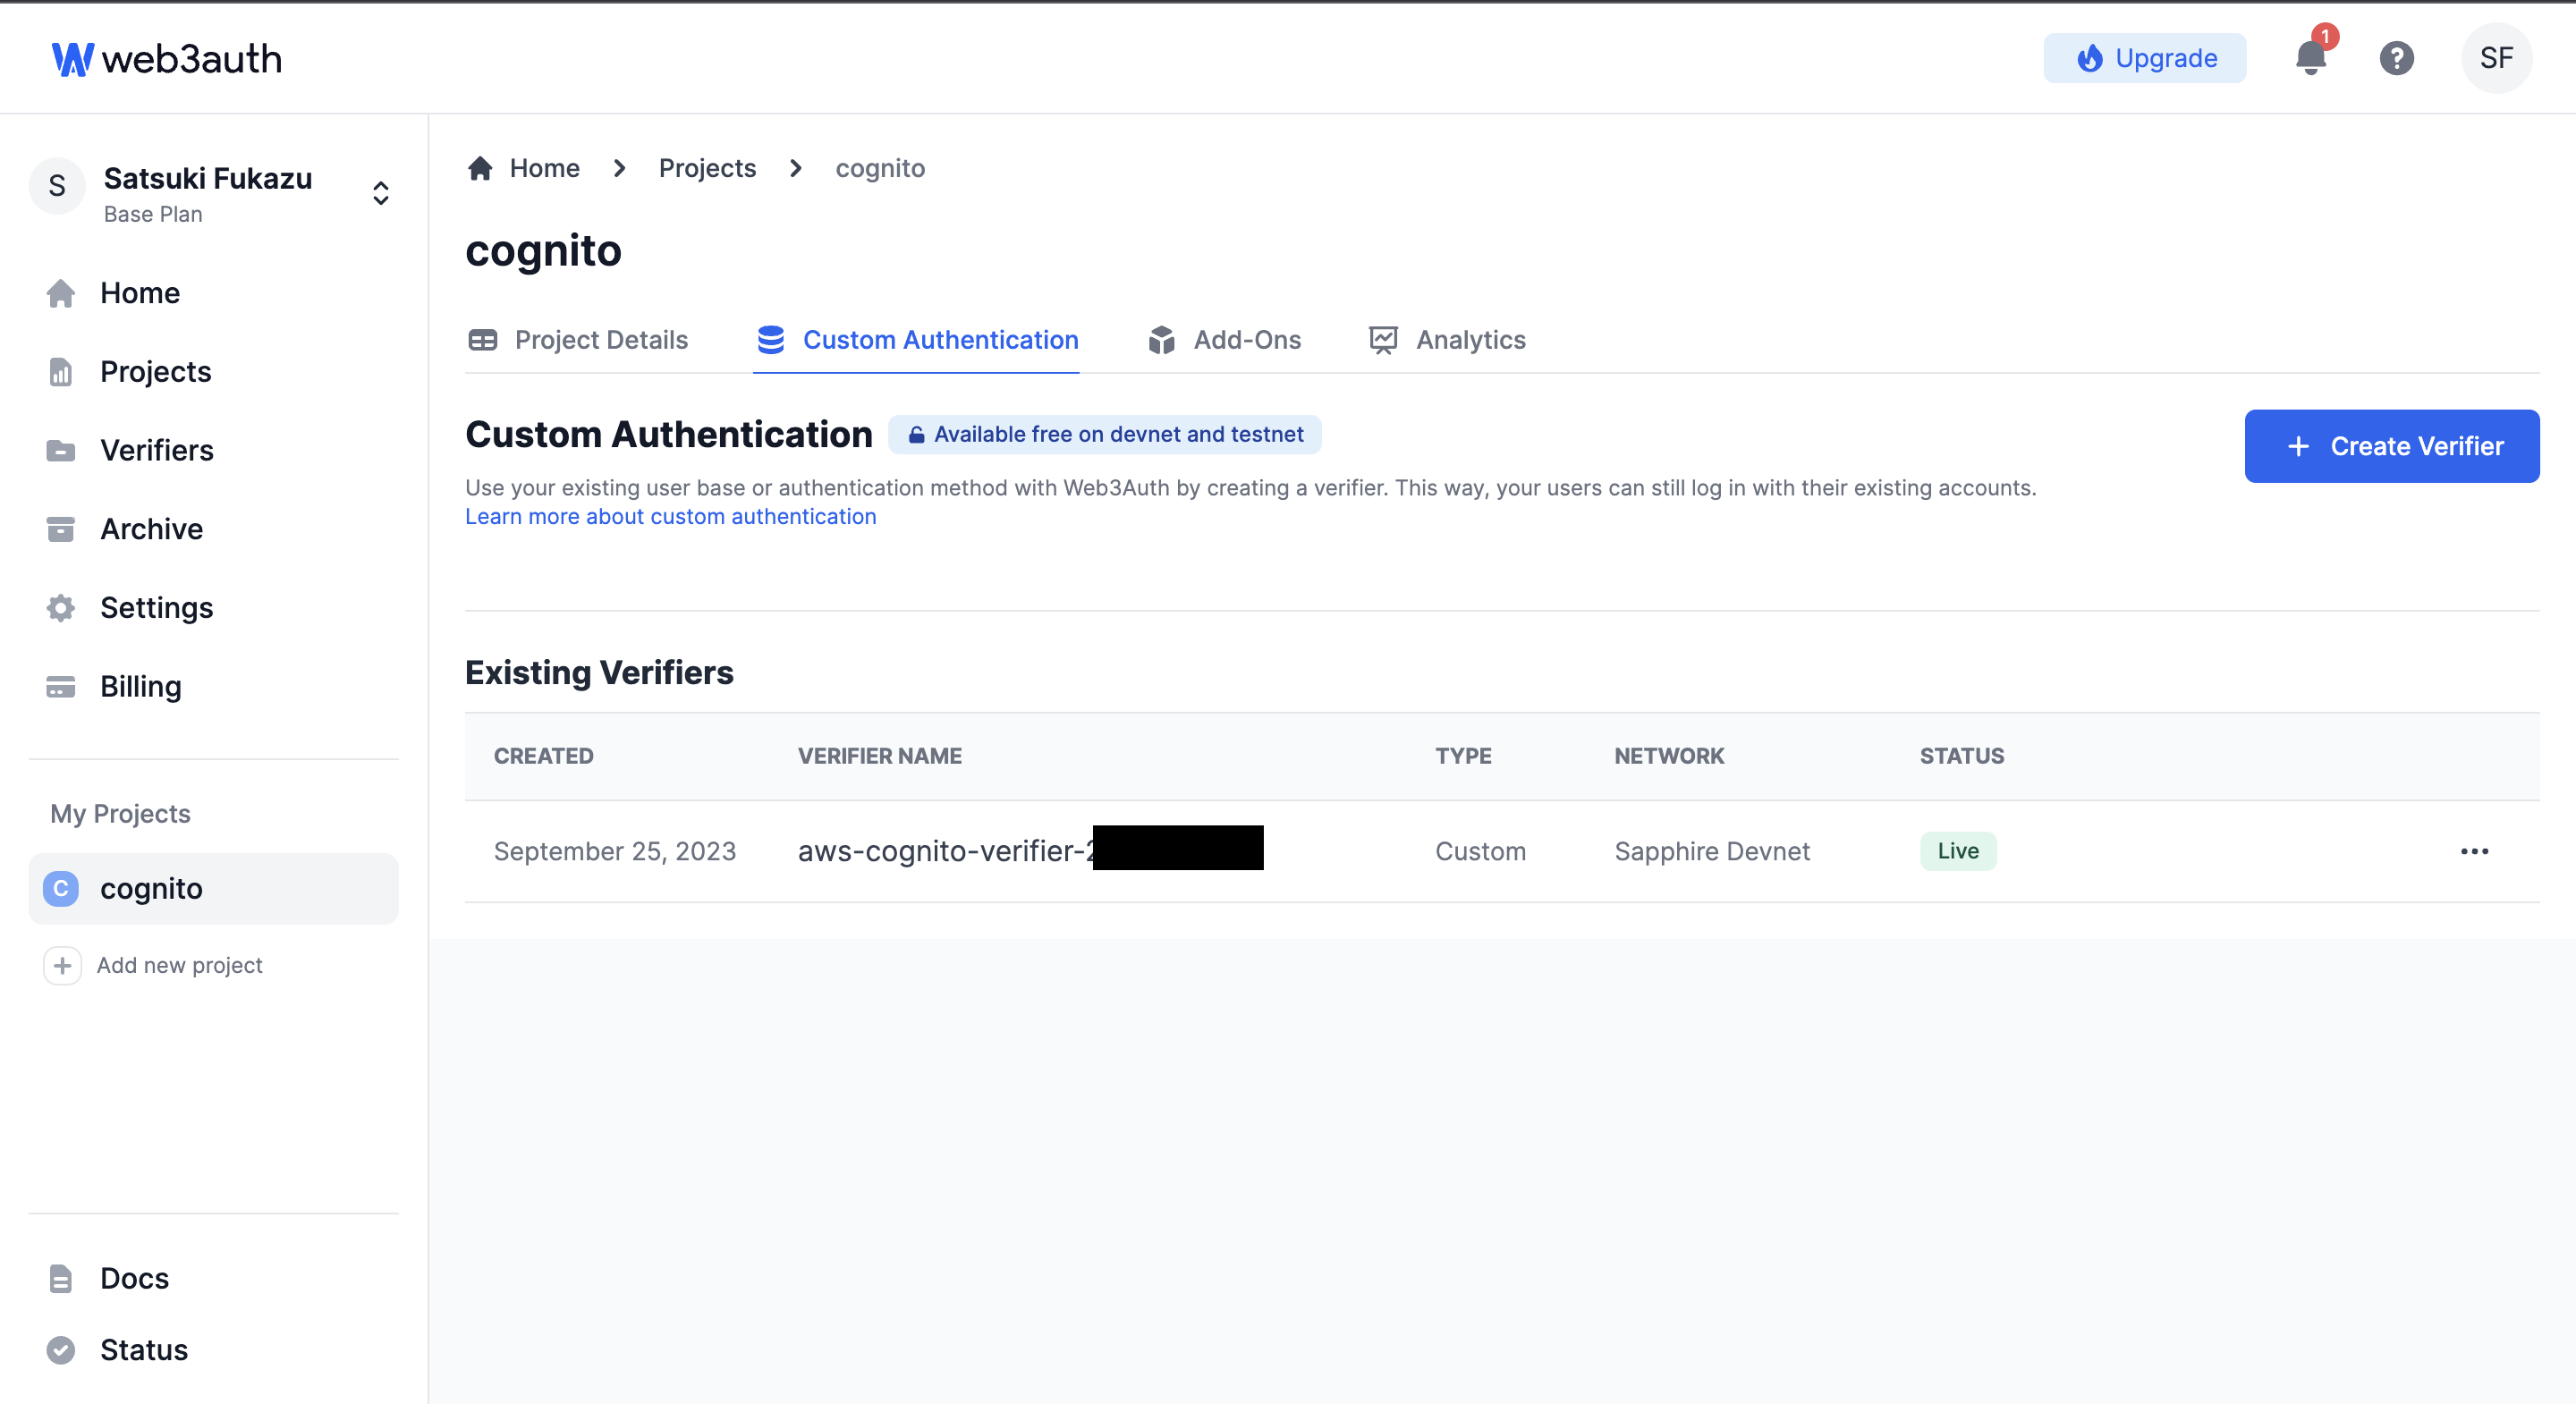 web3auth
Upgrade
1
SF
S
Satsuki Fukazu
Base Plan
Home
Projects
Verifiers
Archive
Settings
Billing
My Projects
C cognito
Add new project
Docs
Status
Home > Projects > cognito
cognito
Project Details Custom Authentication Add-Ons Analytics
Custom Authentication Available free on devnet and testnet
+ Create Verifier
Use your existing user base or authentication method with Web3Auth by creating a verifier. This way, your users can still log in with their existing accounts.
Learn more about custom authentication
Existing Verifiers
CREATED VERIFIER NAME TYPE NETWORK STATUS
September 25, 2023 aws-cognito-verifier- Custom Sapphire Devnet Live